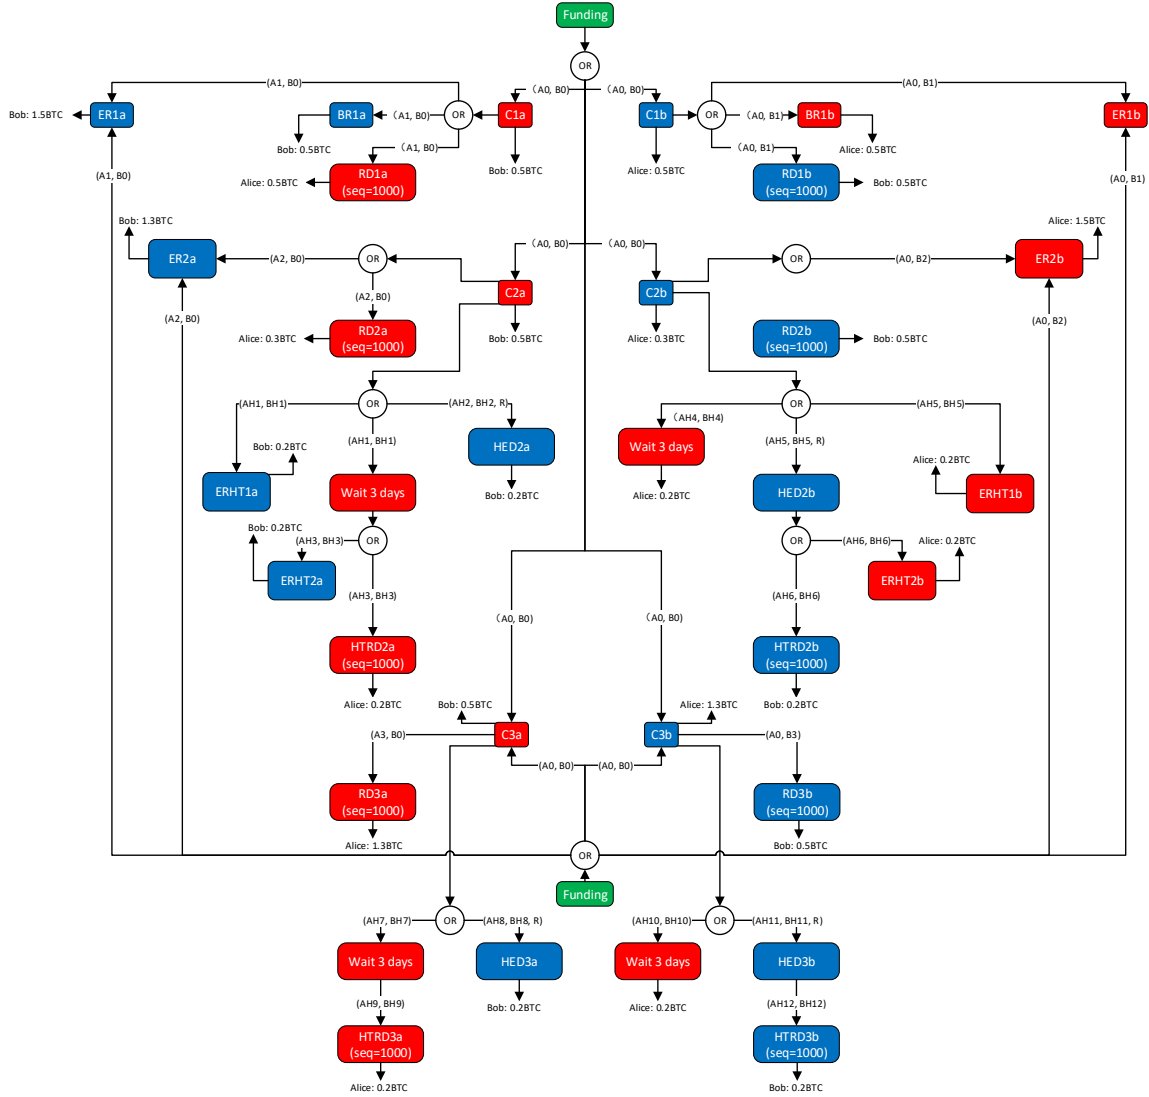 Funding
OR
(A1, B0)
(A0, B1)
(A0, B0)
(A0, B0)
ER1a
Bob: 1.5BTC
BR1a
(A1, B0)
OR
C1a
C1b
OR
(A0, B1)
BR1b
ER1b
Bob: 0.5BTC
(A1, B0)
Bob: 0.5BTC
Alice: 0.5BTC
(A0, B1)
Alice: 0.5BTC
(A1, B0)
Alice: 0.5BTC
RD1a
(seq=1000)
RD1b
(seq=1000)
Bob: 0.5BTC
(A0, B1)
Bob: 1.3BTC
Alice: 1.5BTC
(A0, B0)
(A0, B0)
ER2a
(A2, B0)
OR
OR
(A0, B2)
ER2b
C2a
C2b
(A2, B0)
(A2, B0)
(A0, B2)
Alice: 0.3BTC
RD2a
(seq=1000)
Bob: 0.5BTC
Alice: 0.3BTC
RD2b
(seq=1000)
Bob: 0.5BTC
(AH1, BH1)
OR
(AH2, BH2, R)
OR
(AH4, BH4)
(AH5, BH5)
Bob: 0.2BTC
(AH1, BH1)
HED2a
Wait 3 days
(AH5, BH5, R)
Alice: 0.2BTC
ERHT1a
Wait 3 days
Bob: 0.2BTC
Alice: 0.2BTC
HED2b
ERHT1b
Bob: 0.2BTC
(AH3, BH3)
OR
OR
(AH6, BH6)
Alice: 0.2BTC
ERHT2a
(AH3, BH3)
(AH6, BH6)
ERHT2b
(A0, B0)
(A0, B0)
HTRD2a
(seq=1000)
HTRD2b
(seq=1000)
Alice: 0.2BTC
Bob: 0.5BTC
Alice: 1.3BTC
Bob: 0.2BTC
(A3, B0)
C3a
C3b
(A0, B3)
(A0, B0)
(A0, B0)
RD3a
(seq=1000)
RD3b
(seq=1000)
Alice: 1.3BTC
OR
Bob: 0.5BTC
Funding
(AH7, BH7)
OR
(AH8, BH8, R)
(AH10, BH10)
OR
(AH11, BH11, R)
Wait 3 days
HED3a
Wait 3 days
HED3b
(AH9, BH9)
Bob: 0.2BTC
Alice: 0.2BTC
(AH12, BH12)
HTRD3a
(seq=1000)
HTRD3b
(seq=1000)
Alice: 0.2BTC
Bob: 0.2BTC